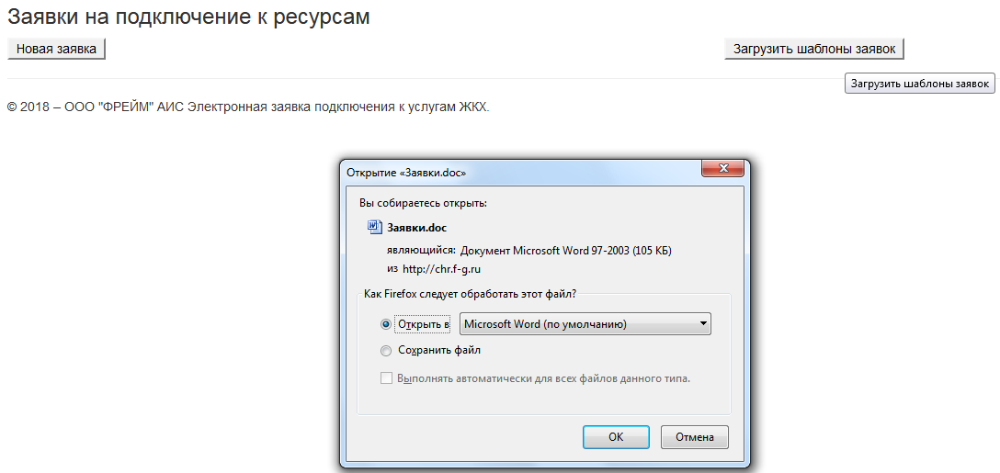 Заявки на подключение к ресурсам
Новая заявка
Загрузить шаблоны заявок
Загрузить шаблоны заявок
© 2018 – ООО "ФРЕЙМ" АИС Электронная заявка подключения к услугам ЖКХ.
Открытие «Заявки.doc»
Вы собираетесь открыть:
Заявки.doc
являющийся: Документ Microsoft Word 97-2003 (105 КБ)
из http://chr.f-g.ru
Как Firefox следует обработать этот файл?
Открыть в Microsoft Word (по умолчанию)
Сохранить файл
Выполнять автоматически для всех файлов данного типа.
ОК Отмена